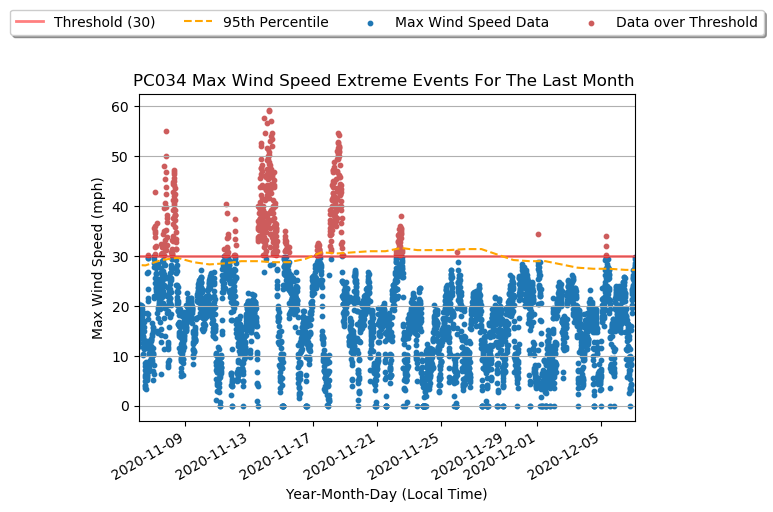 Threshold (30) 95th Percentile Max Wind Speed Data Data over Threshold
PC034 Max Wind Speed Extreme Events For The Last Month
Max Wind Speed (mph)
60
50
40
30
20
10
0
2020-11-09 2020-11-13 2020-11-17 2020-11-21 2020-11-25 2020-11-29 2020-12-01 2020-12-05
Year-Month-Day (Local Time)